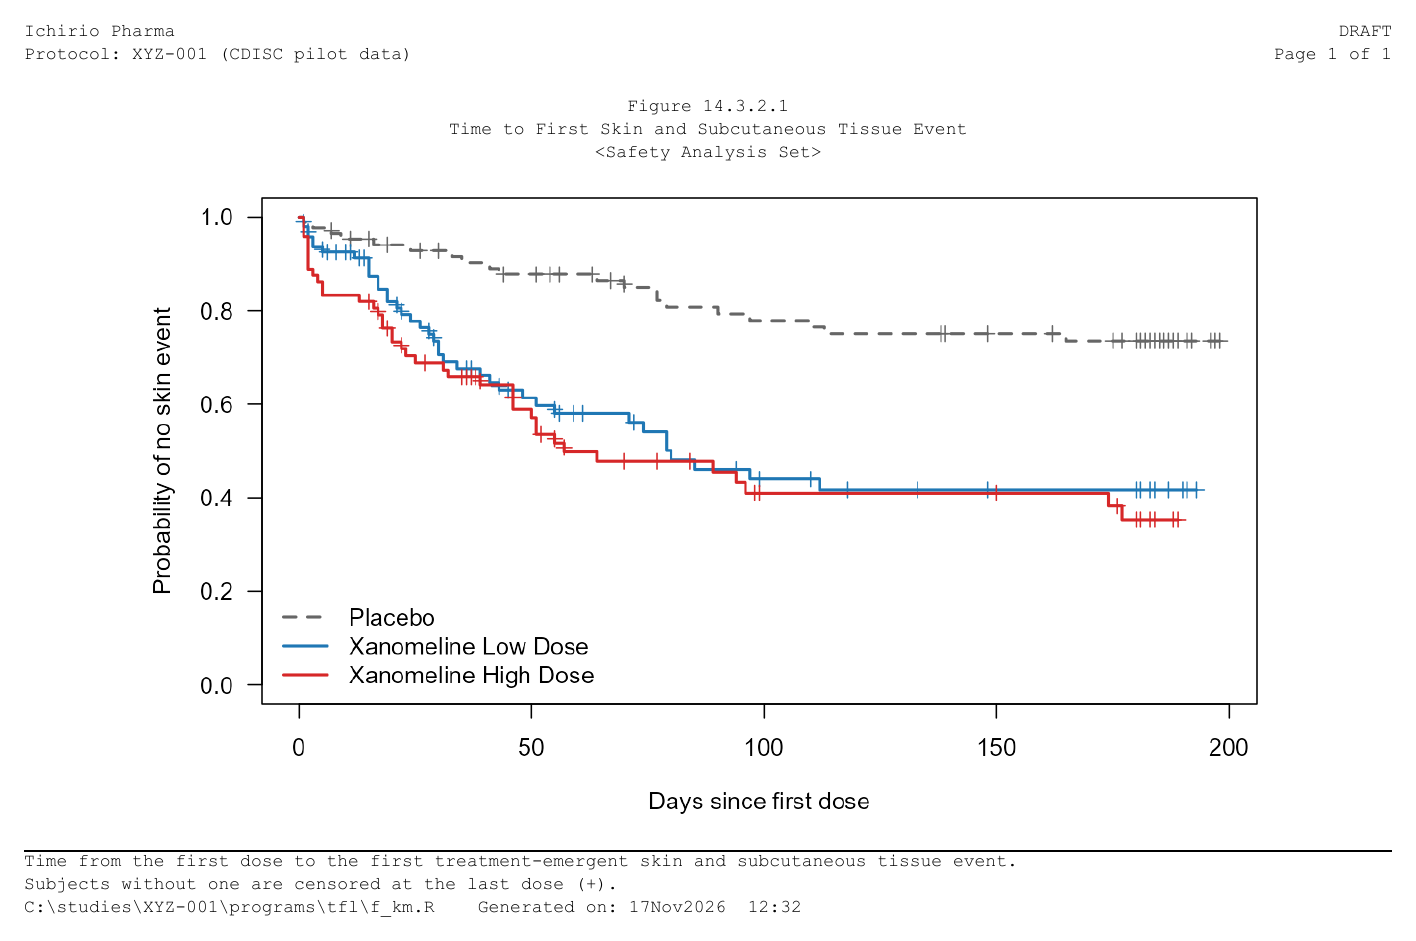 Ichirio Pharma DRAFT
Protocol: XYZ-001 (CDISC pilot data) Page 1 of 1
Figure 14.3.2.1
Time to First Skin and Subcutaneous Tissue Event
<Safety Analysis Set>
1.0
0.8
0.6
0.4
0.2
0.0
Probability of no skin event
Placebo
Xanomeline Low Dose
Xanomeline High Dose
0 50 100 150 200
Days since first dose
Time from the first dose to the first treatment-emergent skin and subcutaneous tissue event.
Subjects without one are censored at the last dose (+).
C:\studies\XYZ-001\programs\tfl\f_km.R Generated on: 17Nov2026 12:32